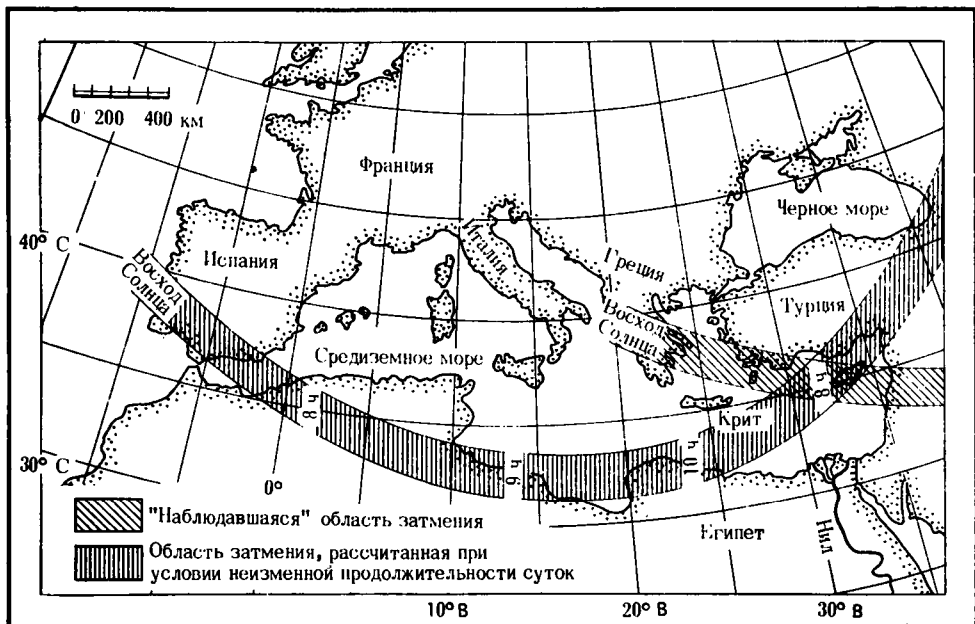 0 200 400 км
Франция
Черное море
40° С
Испания
Италия
Греция
Восход
Солнца
Восход
Солнца
Турция
Средиземное море
8 h
8 h
Крит
30° С
9 h
10 h
0°
"Наблюдавшаяся" область затмения
Египет
Нил
Область затмения, рассчитанная при
условии неизменной продолжительности суток
10° В
20° В
30° В